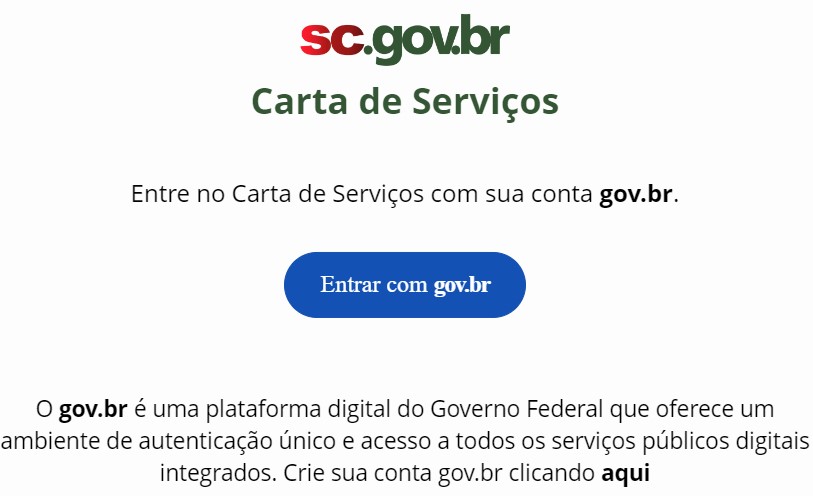 sc.gov.br
Carta de Serviços
Entre no Carta de Serviços com sua conta gov.br.
Entrar com gov.br
O gov.br é uma plataforma digital do Governo Federal que oferece um
ambiente de autenticação único e acesso a todos os serviços públicos digitais
integrados. Crie sua conta gov.br clicando aqui